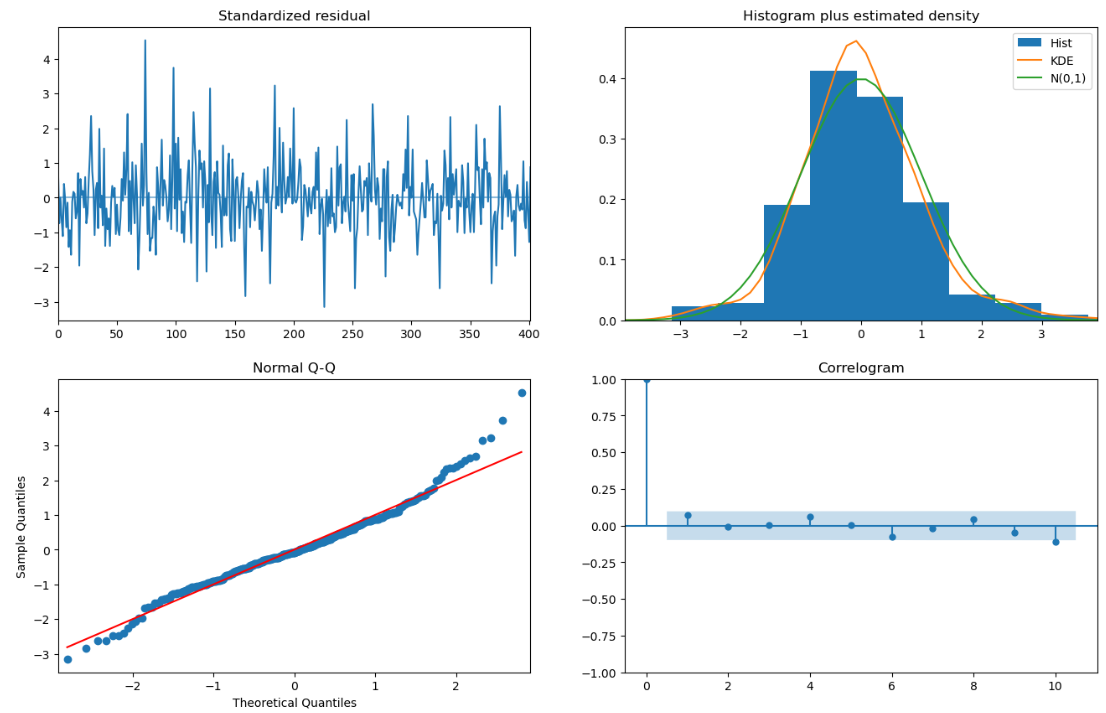 Standardized residual
4
3
2
1
0
−1
−2
−3
0 50 100 150 200 250 300 350 400
Histogram plus estimated density
Hist
KDE
N(0,1)
0.4
0.3
0.2
0.1
0.0
−3 −2 −1 0 1 2 3
Normal Q-Q
Sample Quantiles
4
3
2
1
0
−1
−2
−3
−2 −1 0 1 2
Theoretical Quantiles
Correlogram
1.00
0.75
0.50
0.25
0.00
−0.25
−0.50
−0.75
−1.00
0 2 4 6 8 10